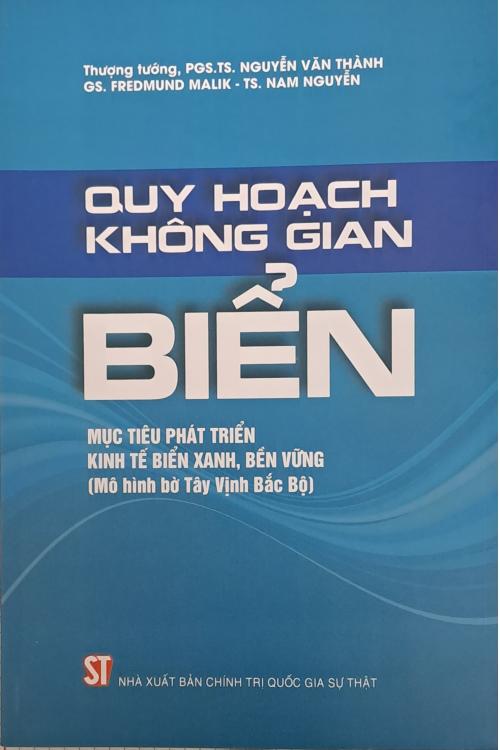 Thượng tướng, PGS.TS. NGUYỄN VĂN THÀNH
GS. FREDMUND MALIK - TS. NAM NGUYỄN
QUY HOẠCH
KHÔNG GIAN
BIỂN
MỤC TIÊU PHÁT TRIỂN
KINH TẾ BIỂN XANH, BỀN VỮNG
(Mô hình bờ Tây Vịnh Bắc Bộ)
ST NHÀ XUẤT BẢN CHÍNH TRỊ QUỐC GIA SỰ THẬT